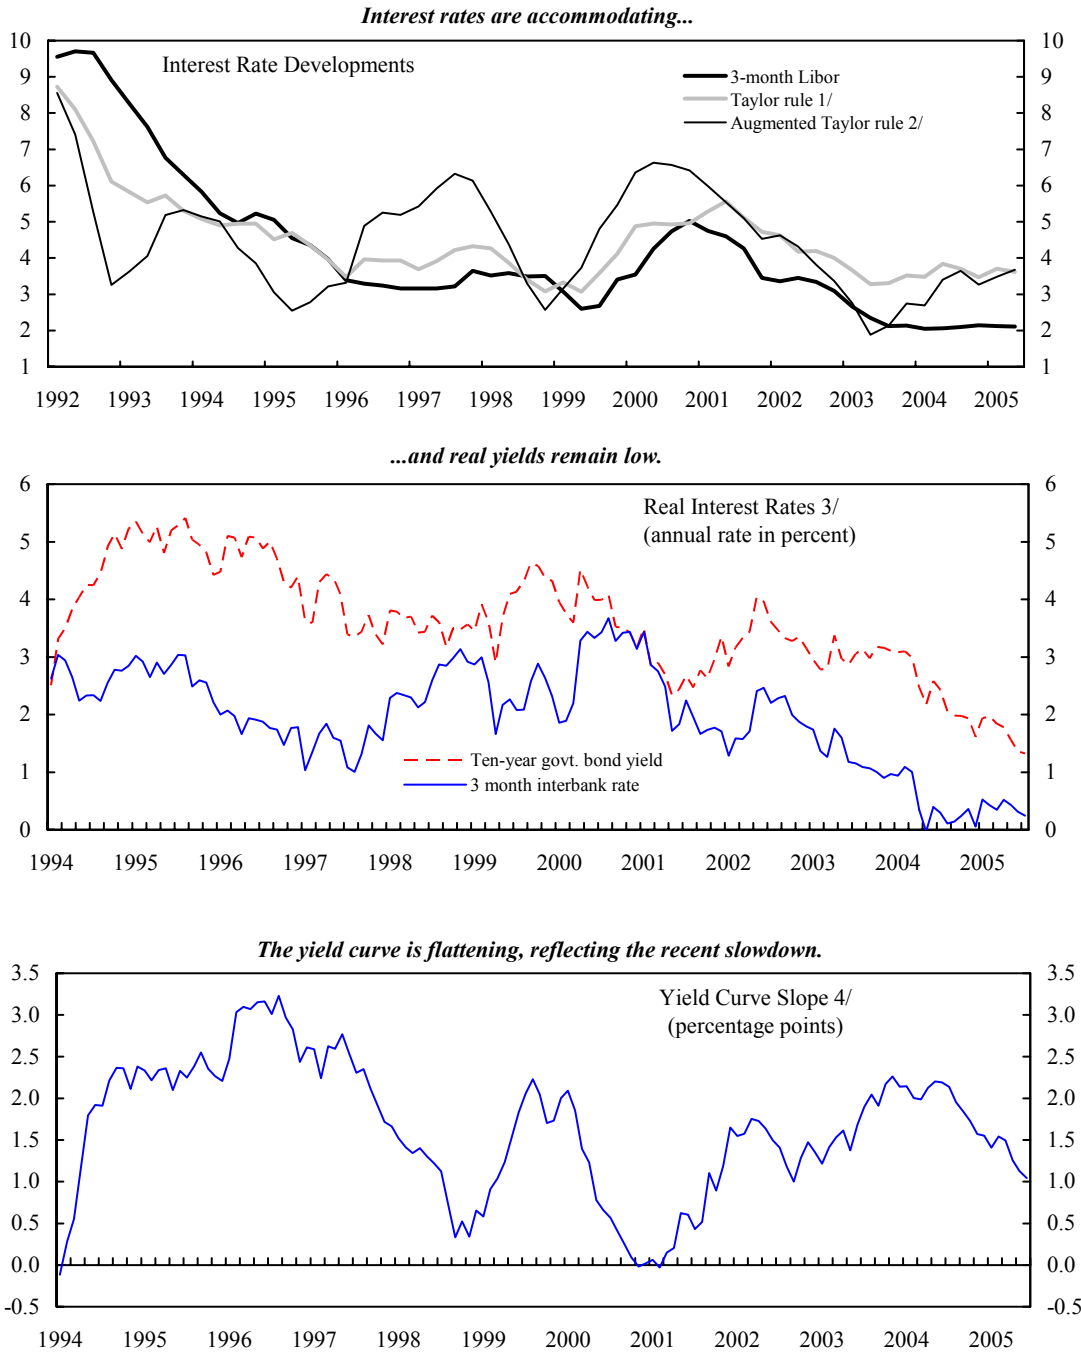 Interest rates are accommodating...
Interest Rate Developments
3-month Libor
Taylor rule 1/
Augmented Taylor rule 2/
10 10
9 9
8 8
7 7
6 6
5 5
4 4
3 3
2 2
1 1
1992 1993 1994 1995 1996 1997 1998 1999 2000 2001 2002 2003 2004 2005
...and real yields remain low.
Real Interest Rates 3/
(annual rate in percent)
6 6
5 5
4 4
3 3
2 2
1 1
0 0
Ten-year govt. bond yield
3 month interbank rate
1994 1995 1996 1997 1998 1999 2000 2001 2002 2003 2004 2005
The yield curve is flattening, reflecting the recent slowdown.
Yield Curve Slope 4/
(percentage points)
3.5 3.5
3.0 3.0
2.5 2.5
2.0 2.0
1.5 1.5
1.0 1.0
0.5 0.5
0.0 0.0
-0.5 -0.5
1994 1995 1996 1997 1998 1999 2000 2001 2002 2003 2004 2005